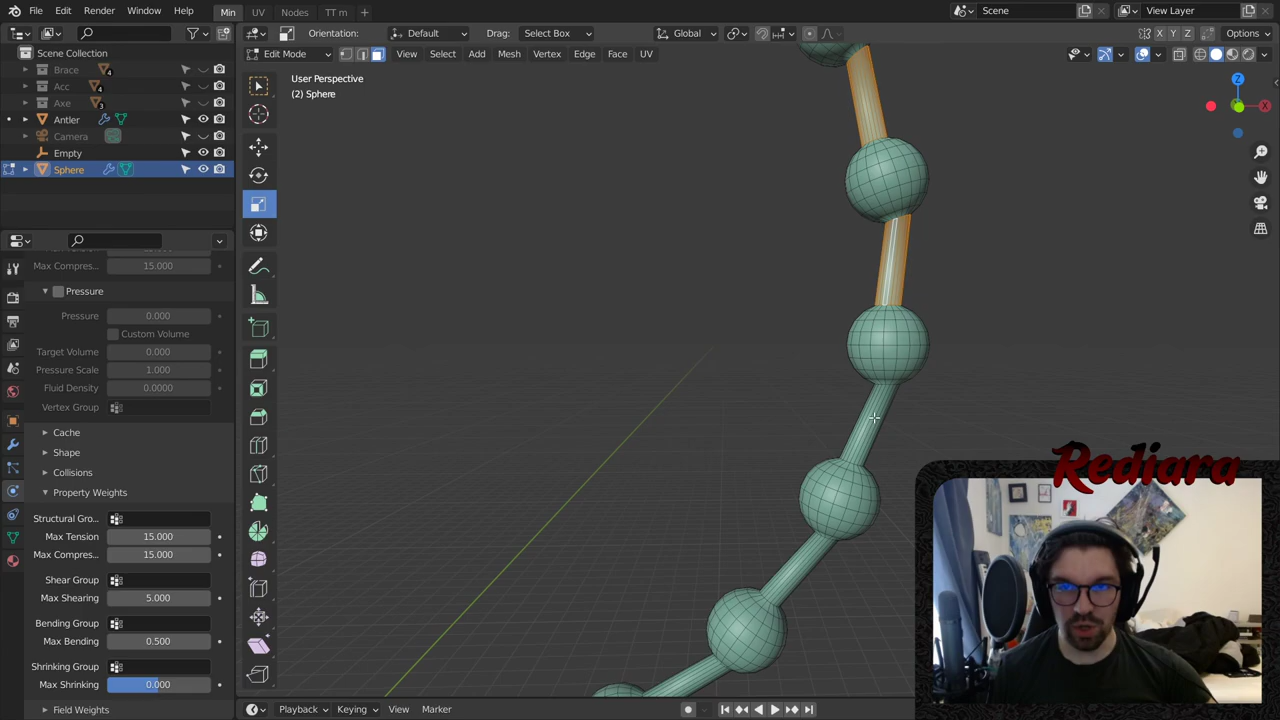 File Edit Render Window Help Min UV Nodes TT m + Scene View Layer
Orientation: Default Drag: Select Box Global X Y Z Options
Edit Mode View Select Add Mesh Vertex Edge Face UV
Scene Collection
Brace 4
Acc 4
Axe 3
Antler
Camera
Empty
Sphere
User Perspective
(2) Sphere
Z
X
Max Compres... 15.000
Pressure
Pressure 0.000
Custom Volume
Target Volume 0.000
Pressure Scale 1.000
Fluid Density 0.0000
Vertex Group
Cache
Shape
Collisions
Property Weights
Structural Gro...
Max Tension 15.000
Max Compres... 15.000
Shear Group
Max Shearing 5.000
Bending Group
Max Bending 0.500
Shrinking Group
Max Shrinking 0.000
Field Weights
Rediara
Playback Keying View Marker